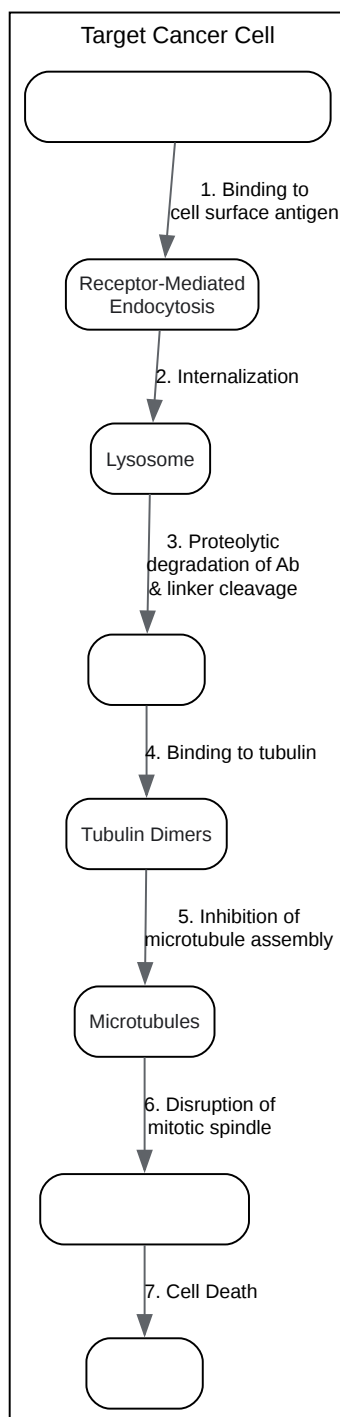 Target Cancer Cell
1. Binding to
cell surface antigen
Receptor-Mediated
Endocytosis
2. Internalization
Lysosome
3. Proteolytic
degradation of Ab
& linker cleavage
4. Binding to tubulin
Tubulin Dimers
5. Inhibition of
microtubule assembly
Microtubules
6. Disruption of
mitotic spindle
7. Cell Death